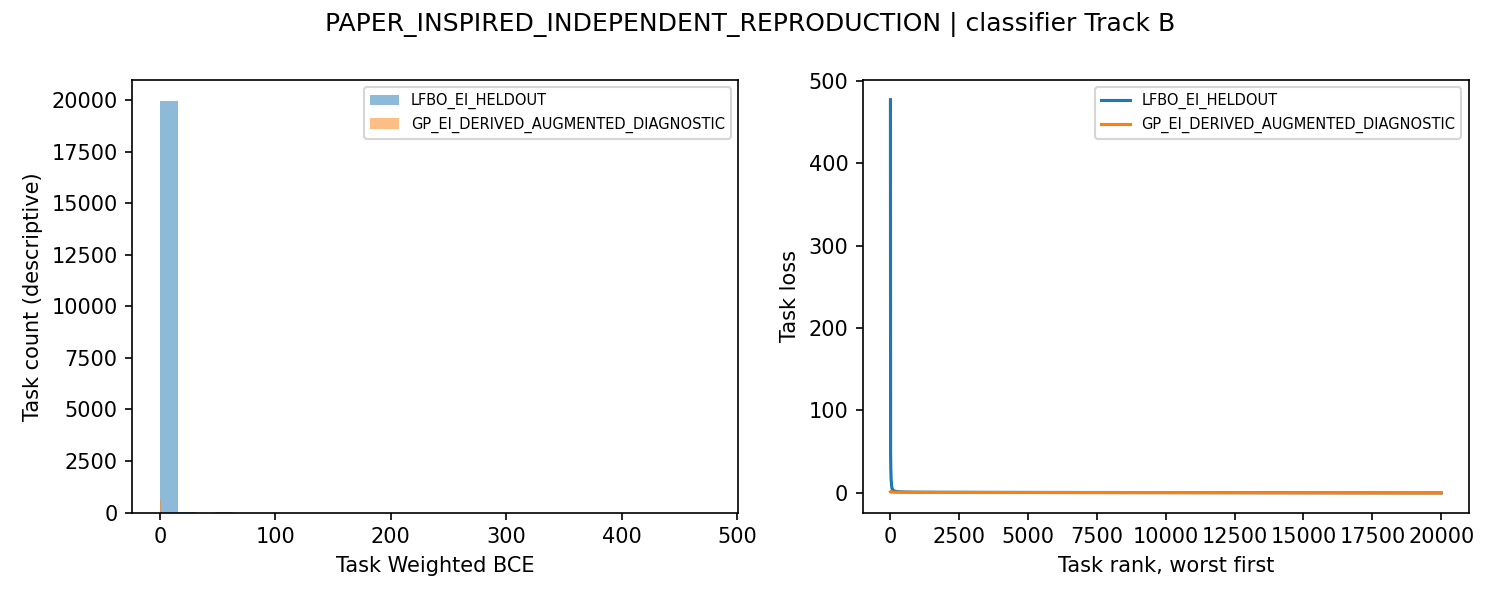 PAPER_INSPIRED_INDEPENDENT_REPRODUCTION | classifier Track B
LFBO_EI_HELDOUT
GP_EI_DERIVED_AUGMENTED_DIAGNOSTIC
Task count (descriptive)
20000
17500
15000
12500
10000
7500
5000
2500
0
0 100 200 300 400 500
Task Weighted BCE
LFBO_EI_HELDOUT
GP_EI_DERIVED_AUGMENTED_DIAGNOSTIC
Task loss
500
400
300
200
100
0
0 2500 5000 7500 10000 12500 15000 17500 20000
Task rank, worst first